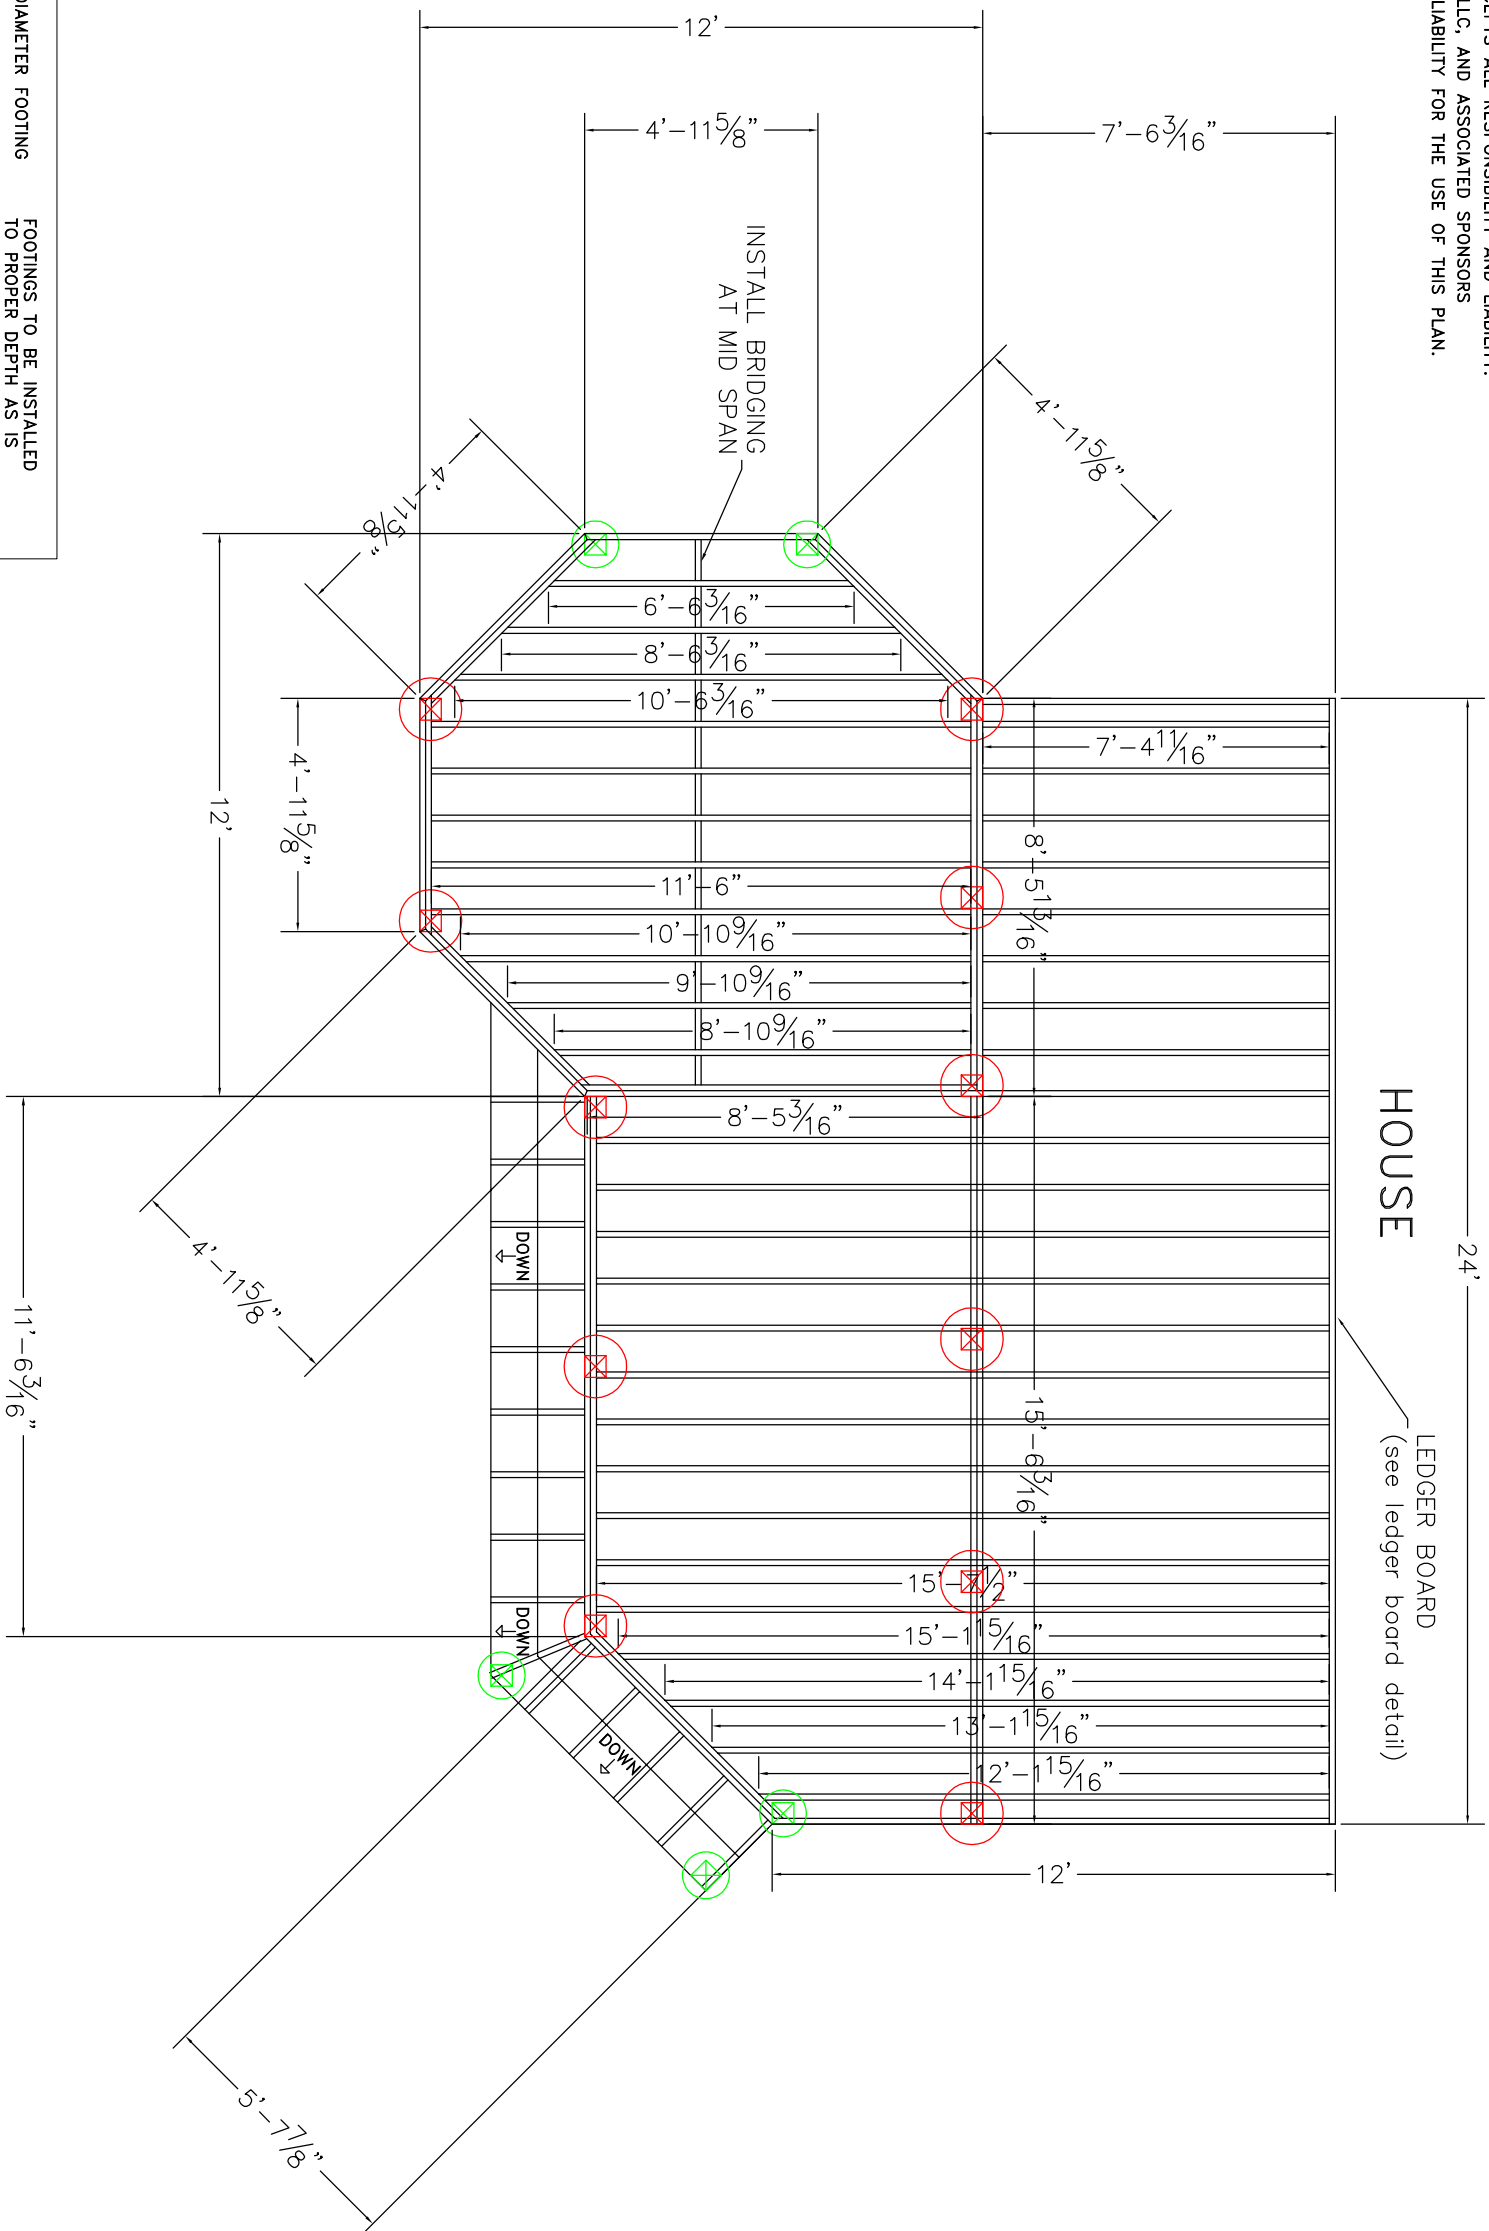 LLC, AND ASSOCIATED SPONSORS
LIABILITY FOR THE USE OF THIS PLAN.
12'
4'-11 5/8"
7'-6 3/16"
INSTALL BRIDGING
AT MID SPAN
4'-11 5/8"
4'-11 5/8"
DIAMETER FOOTING
FOOTINGS TO BE INSTALLED
TO PROPER DEPTH AS IS
6'-6 3/16"
8'-6 3/16"
10'-6 3/16"
7'-4 11/16"
12'
4'-11 5/8"
8'-5 13/16"
11'-6"
10'-10 9/16"
9'-10 9/16"
8'-10 9/16"
8'-5 3/16"
HOUSE
24'
LEDGER BOARD
(see ledger board detail)
DOWN
4'-11 5/8"
11'-6 3/16"
15'-6 3/16"
15'-7 1/2"
15'-1 15/16"
14'-1 15/16"
13'-1 15/16"
12'-1 15/16"
DOWN
DOWN
12'
5'-7 7/8"